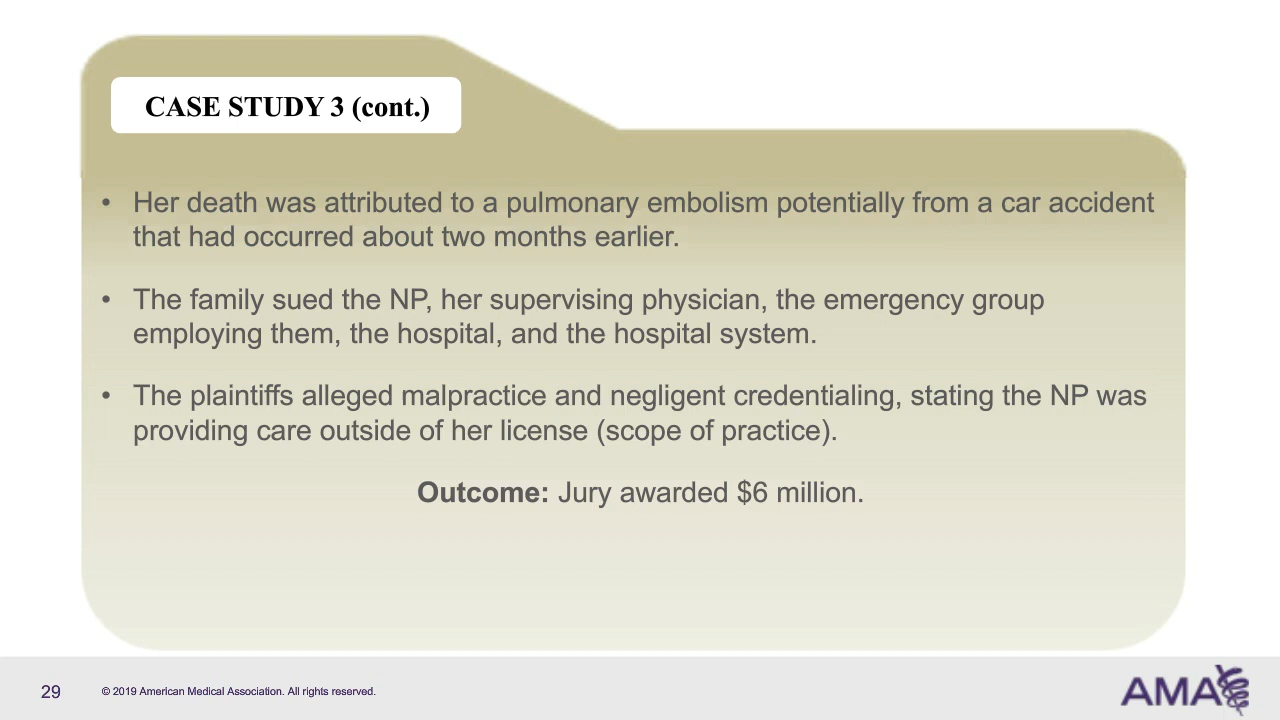 CASE STUDY 3 (cont.)
• Her death was attributed to a pulmonary embolism potentially from a car accident
that had occurred about two months earlier.
• The family sued the NP, her supervising physician, the emergency group
employing them, the hospital, and the hospital system.
• The plaintiffs alleged malpractice and negligent credentialing, stating the NP was
providing care outside of her license (scope of practice).
Outcome: Jury awarded $6 million.
29
© 2019 American Medical Association. All rights reserved.
AMA